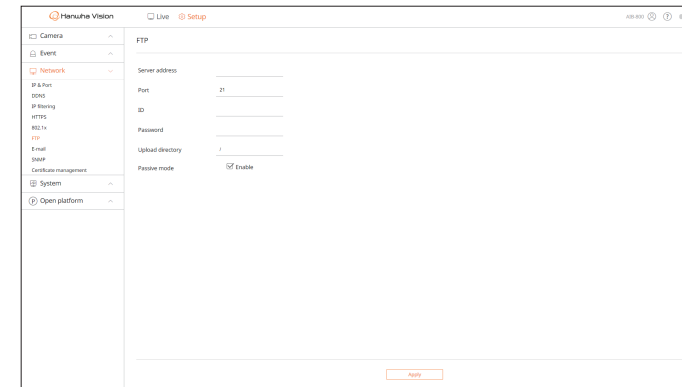 Hanwha Vision
Live
Setup
Camera
Event
Network
IP & Port
DDNS
IP filtering
HTTPS
802.1x
FTP
E-mail
SNMP
Certificate management
System
Open platform
FTP
Server address
Port 21
ID
Password
Upload directory /
Passive mode Enable
Apply